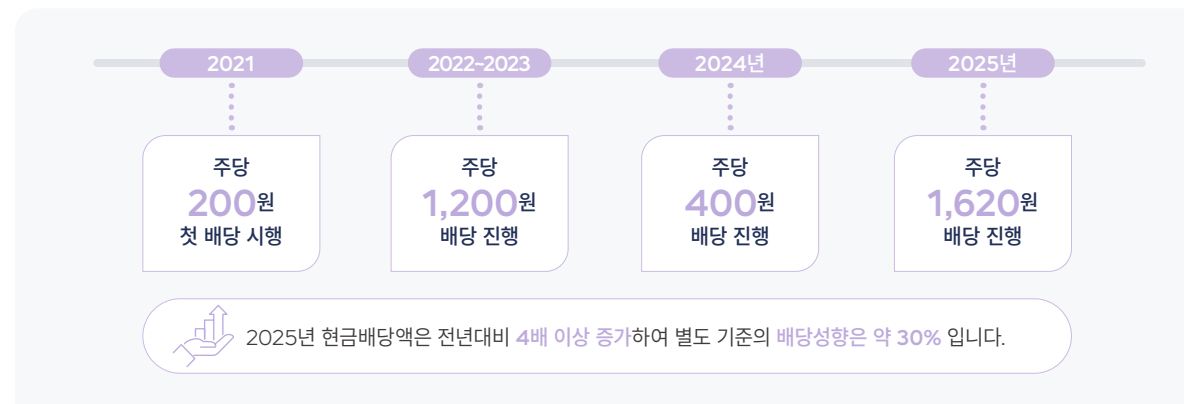 2021
2022~2023
2024년
2025년
주당
200원
첫 배당 시행
주당
1,200원
배당 진행
주당
400원
배당 진행
주당
1,620원
배당 진행
2025년 현금배당액은 전년대비 4배 이상 증가하여 별도 기준의 배당성향은 약 30% 입니다.